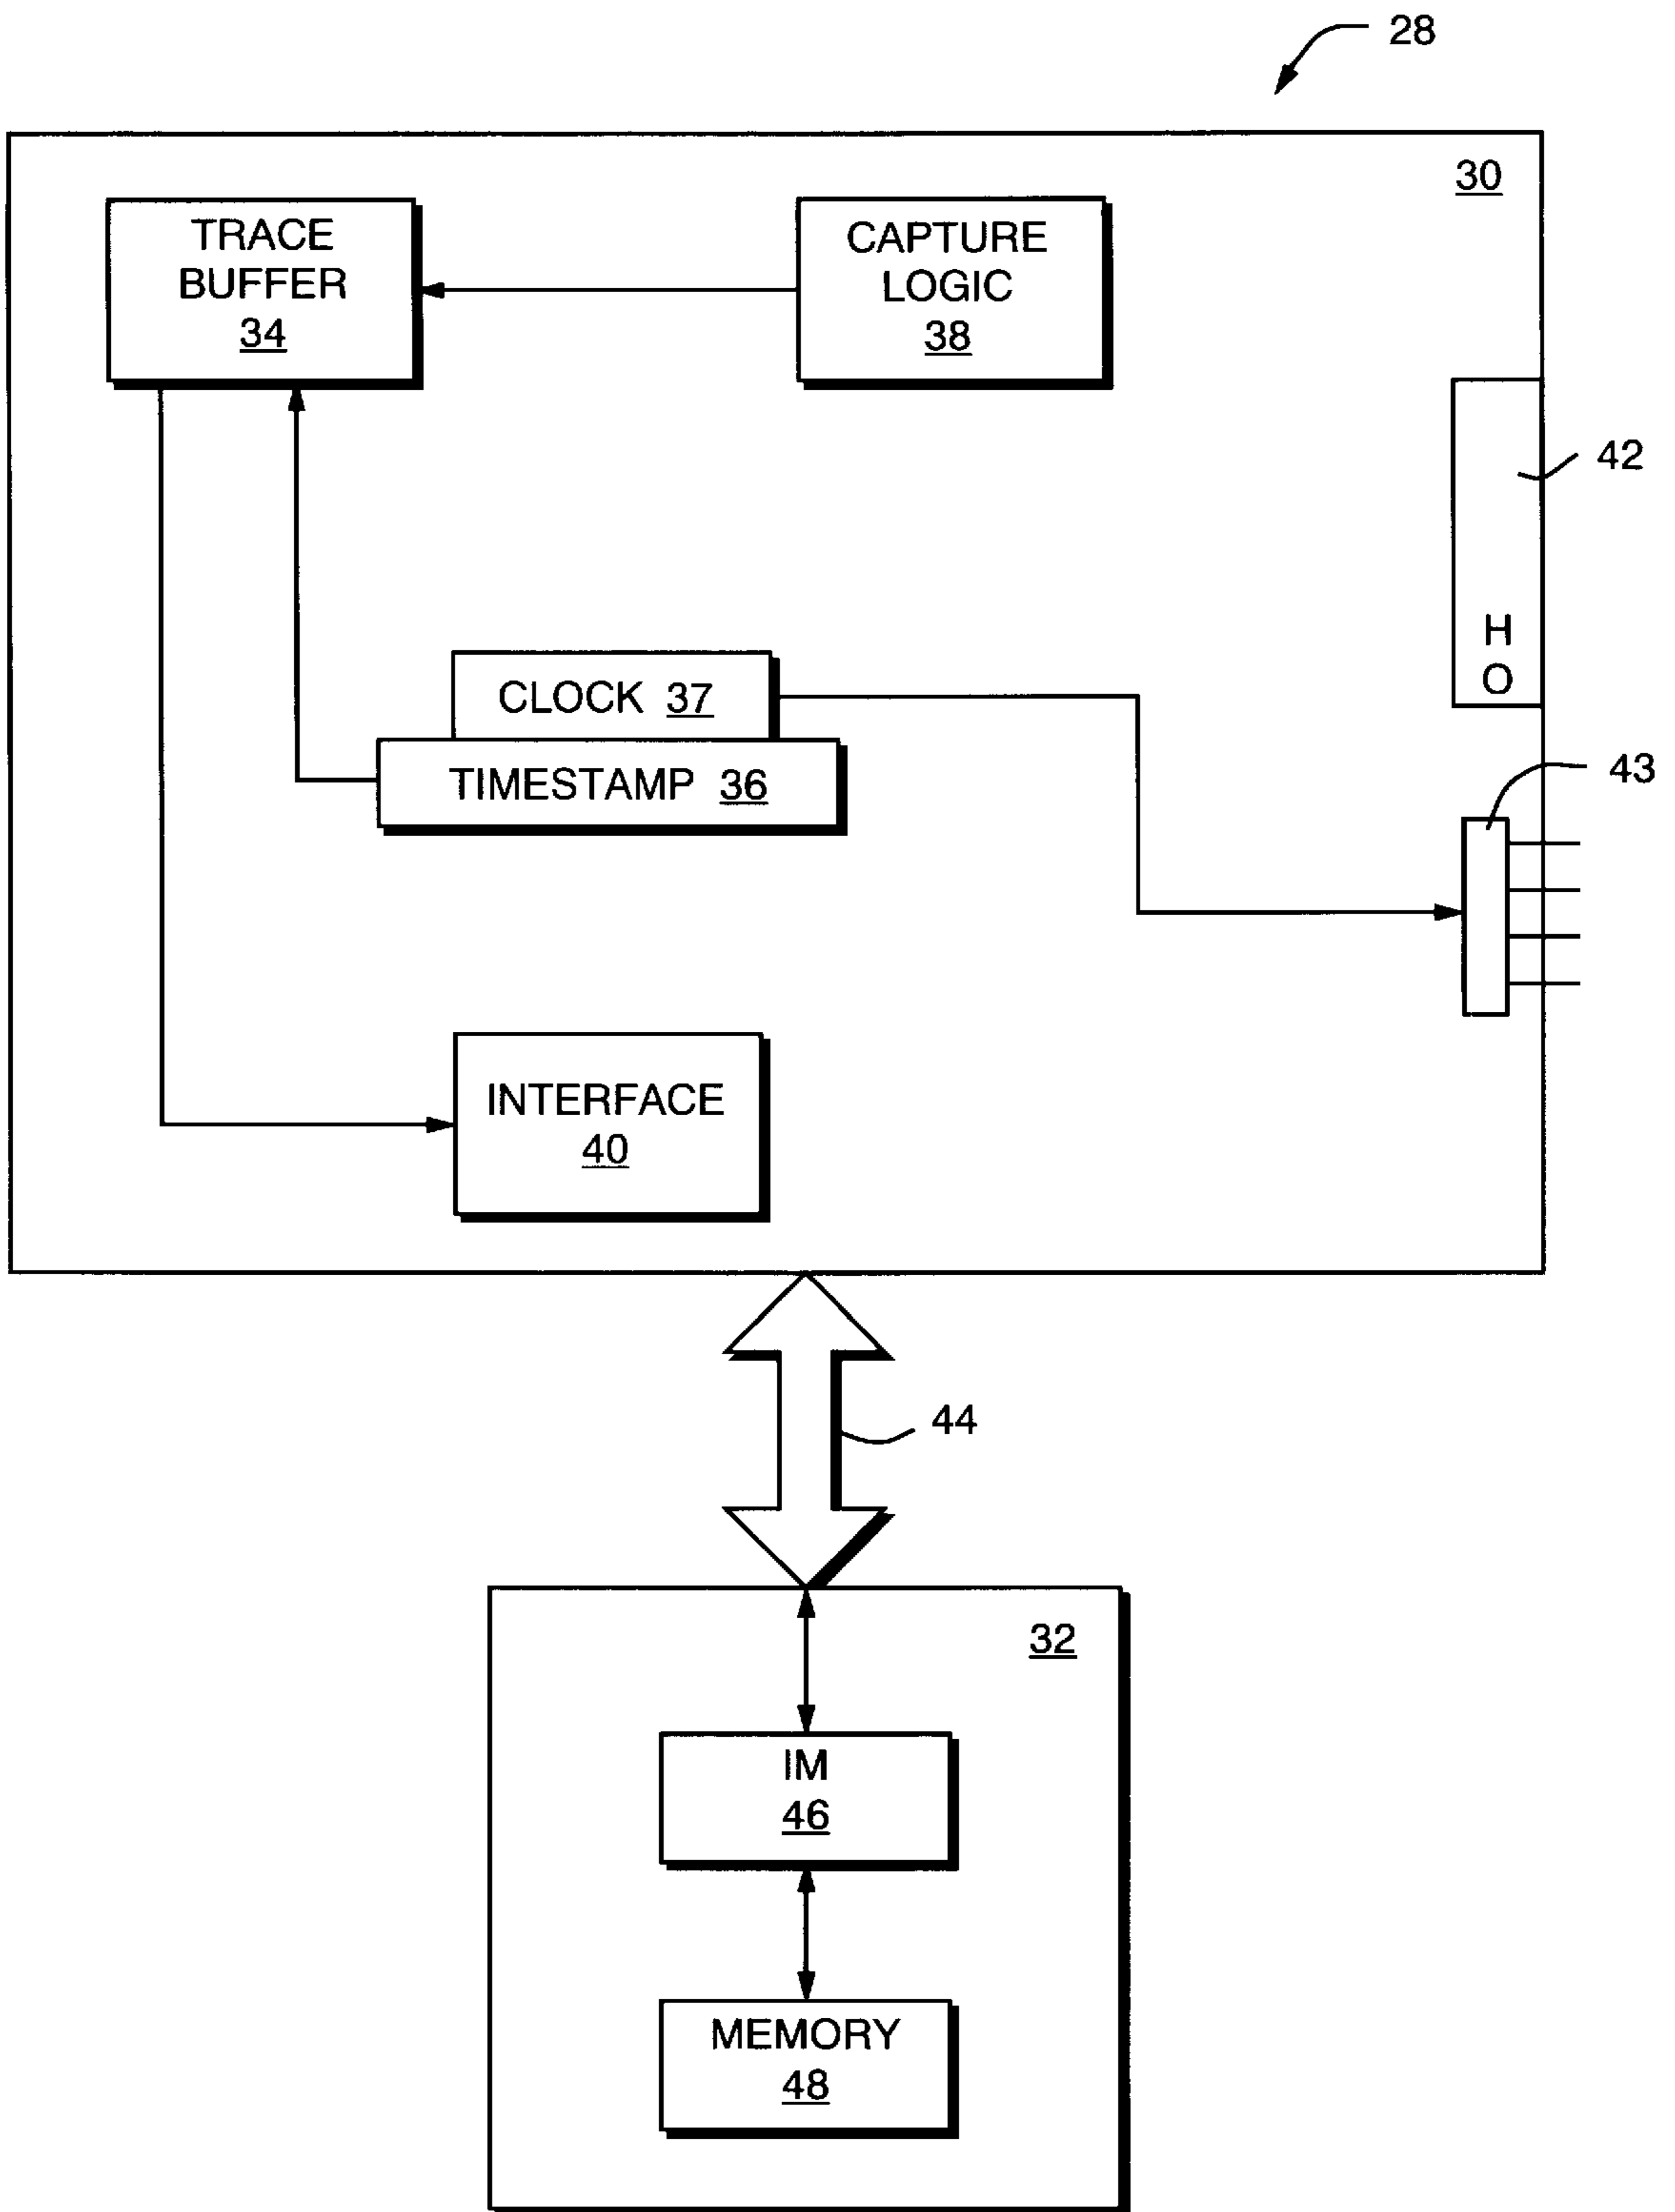 28
30
TRACE
BUFFER
34
CAPTURE
LOGIC
38
42
H
O
CLOCK 37
TIMESTAMP 36
43
INTERFACE
40
44
32
IM
46
MEMORY
48